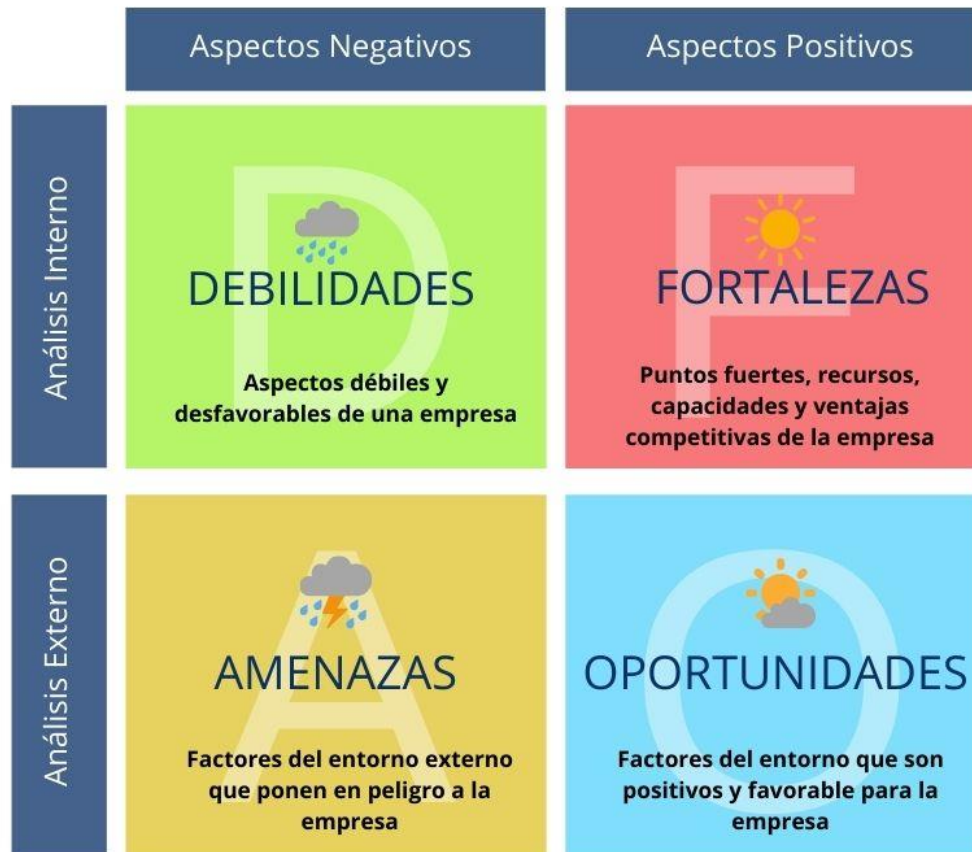 Aspectos Negativos
Aspectos Positivos
Análisis Interno
D
DEBILIDADES
Aspectos débiles y
desfavorables de una empresa
F
FORTALEZAS
Puntos fuertes, recursos,
capacidades y ventajas
competitivas de la empresa
Análisis Externo
A
AMENAZAS
Factores del entorno externo
que ponen en peligro a la
empresa
O
OPORTUNIDADES
Factores del entorno que son
positivos y favorable para la
empresa